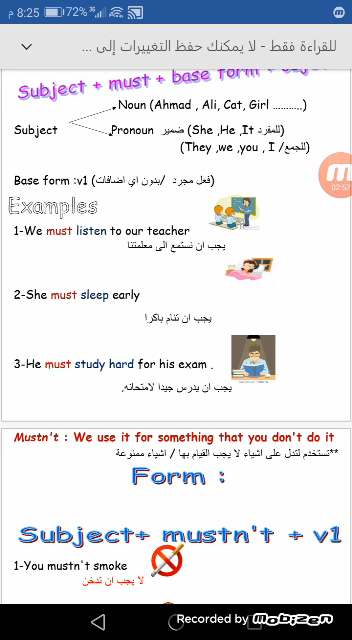 8:25 م 72%
للقراءة فقط - لا يمكنك حفظ التغييرات إلى ...
Subject + must + base form +
Noun (Ahmad , Ali, Cat, Girl ..........)
Subject
Pronoun ضمير (She ,He ,It للمفرد)
(They ,we ,you , I /للجمع)
Base form :v1 (فعل مجرد /بدون اي اضافات)
02:52
Examples
1-We must listen to our teacher
يجب ان نستمع الى معلمتنا
2-She must sleep early
يجب ان تنام باكرا
3-He must study hard for his exam .
يجب ان يدرس جيدا لامتحانه.
Mustn't : We use it for something that you don't do it
**تستخدم لتدل على اشياء لا يجب القيام بها / اشياء ممنوعة
Form :
Subject+ mustn't + v1
1-You mustn't smoke
لا يجب ان تدخن
Recorded by Mobizen